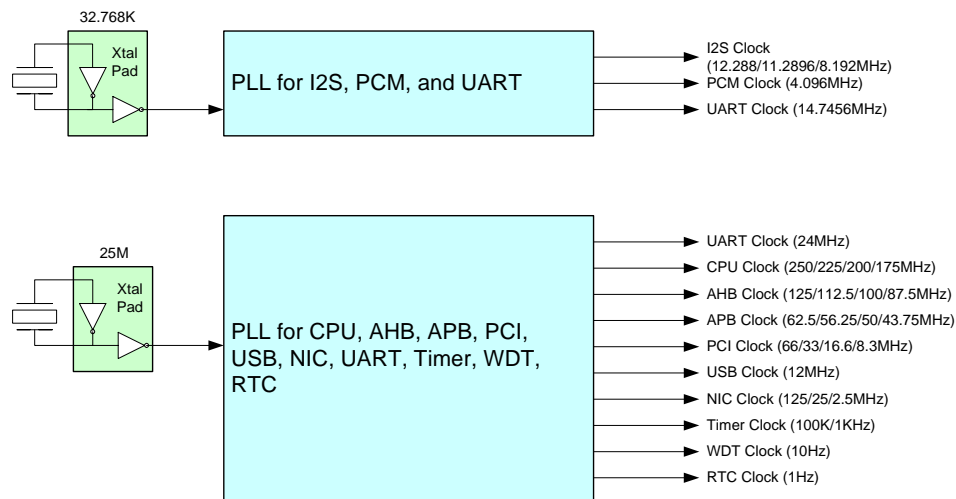 32.768K
Xtal
Pad
PLL for I2S, PCM, and UART
I2S Clock
(12.288/11.2896/8.192MHz)
PCM Clock (4.096MHz)
UART Clock (14.7456MHz)
25M
Xtal
Pad
PLL for CPU, AHB, APB, PCI,
USB, NIC, UART, Timer, WDT,
RTC
UART Clock (24MHz)
CPU Clock (250/225/200/175MHz)
AHB Clock (125/112.5/100/87.5MHz)
APB Clock (62.5/56.25/50/43.75MHz)
PCI Clock (66/33/16.6/8.3MHz)
USB Clock (12MHz)
NIC Clock (125/25/2.5MHz)
Timer Clock (100K/1KHz)
WDT Clock (10Hz)
RTC Clock (1Hz)